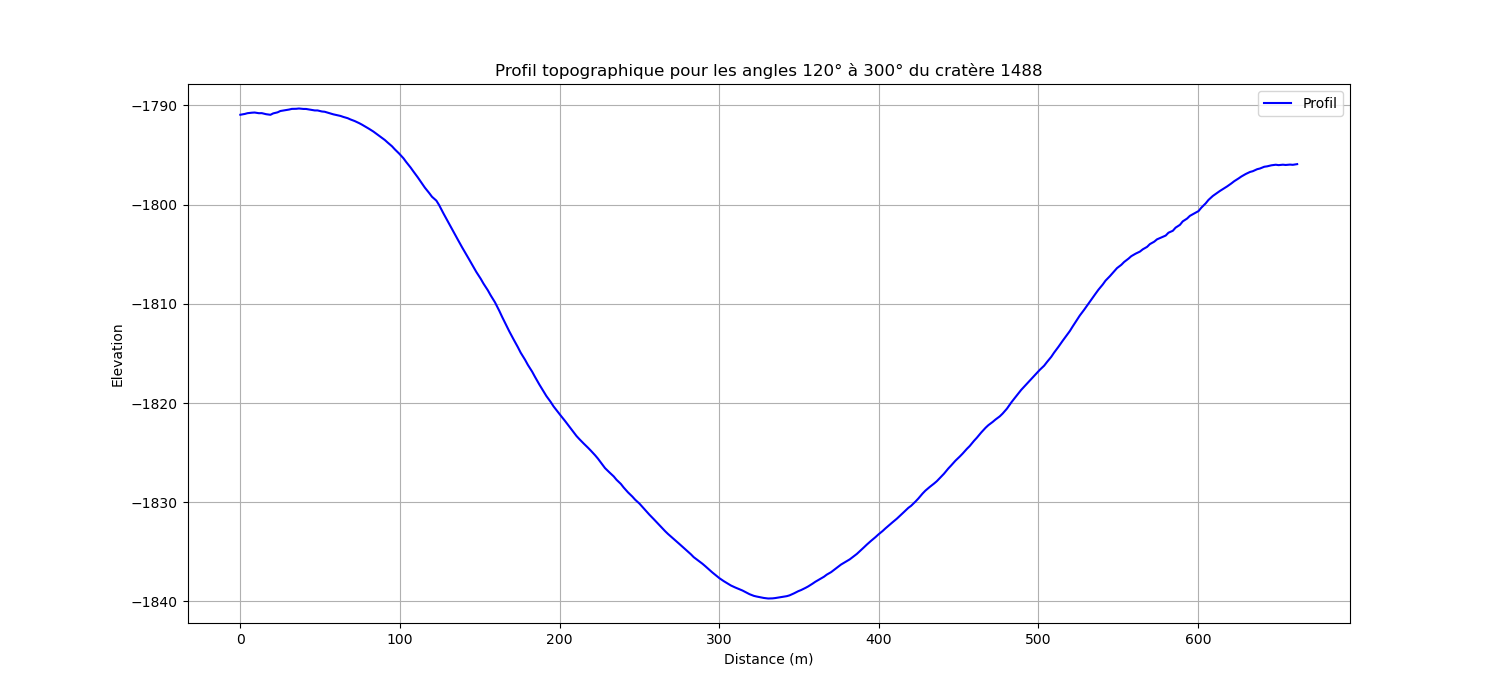 Profil topographique pour les angles 120° à 300° du cratère 1488
Profil
Elevation
−1790
−1800
−1810
−1820
−1830
−1840
0 100 200 300 400 500 600
Distance (m)